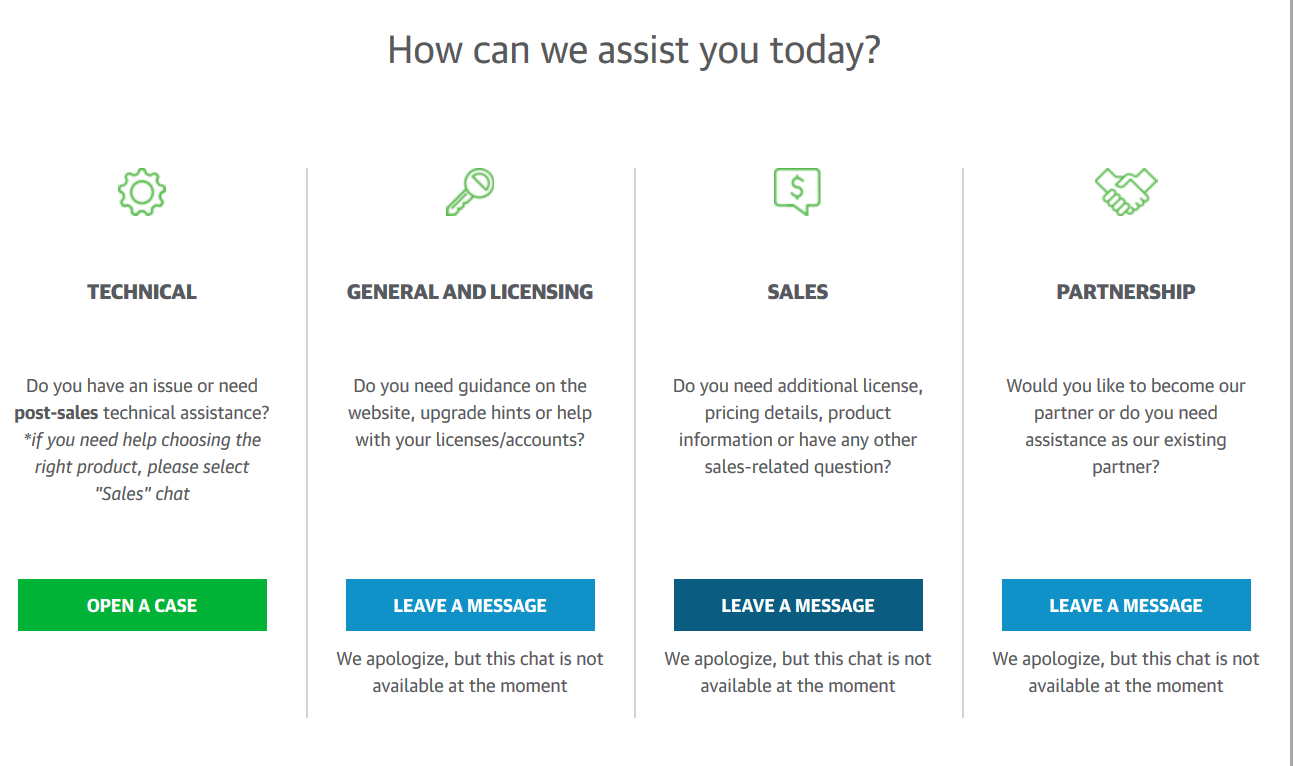 How can we assist you today?
TECHNICAL
Do you have an issue or need
post-sales technical assistance?
*if you need help choosing the
right product, please select
"Sales" chat
OPEN A CASE
GENERAL AND LICENSING
Do you need guidance on the
website, upgrade hints or help
with your licenses/accounts?
LEAVE A MESSAGE
We apologize, but this chat is not
available at the moment
SALES
Do you need additional license,
pricing details, product
information or have any other
sales-related question?
LEAVE A MESSAGE
We apologize, but this chat is not
available at the moment
PARTNERSHIP
Would you like to become our
partner or do you need
assistance as our existing
partner?
LEAVE A MESSAGE
We apologize, but this chat is not
available at the moment